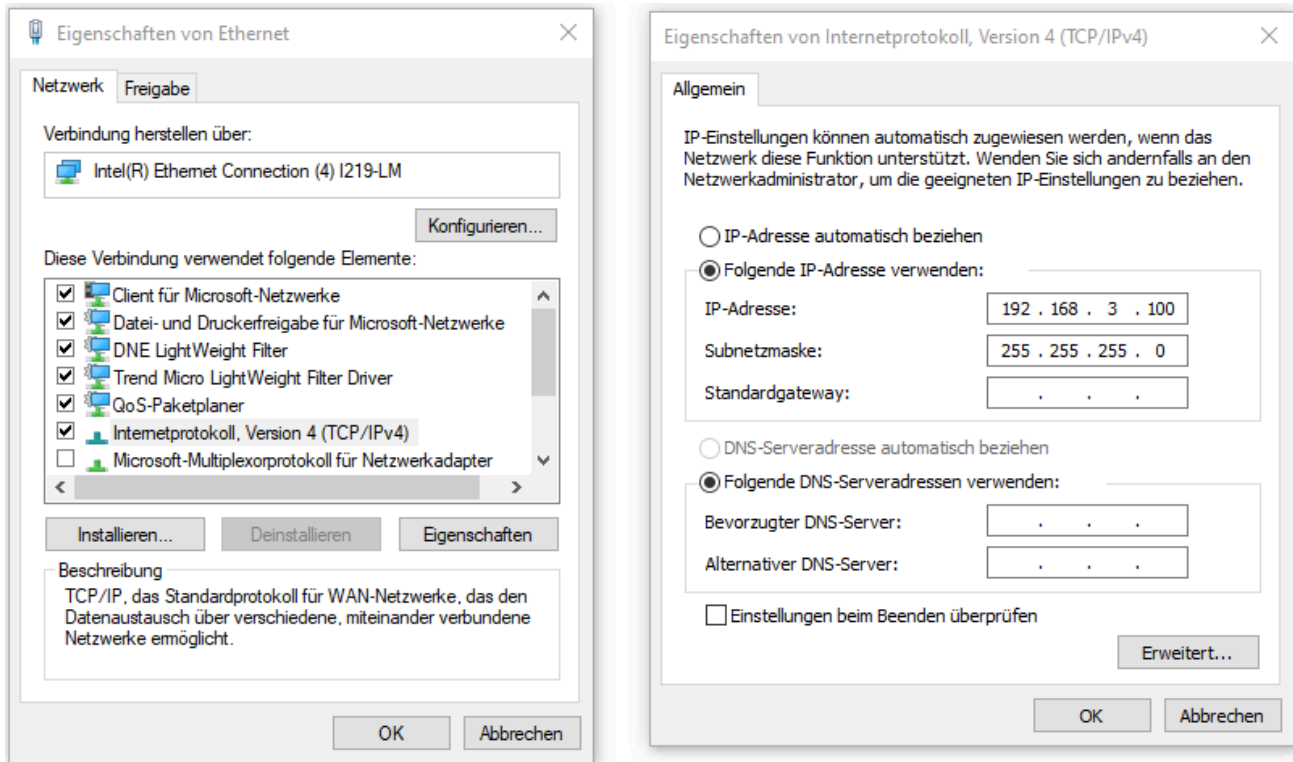 Eigenschaften von Ethernet
Netzwerk
Freigabe
Verbindung herstellen über:
Intel(R) Ethernet Connection (4) I219-LM
Konfigurieren...
Diese Verbindung verwendet folgende Elemente:
Client für Microsoft-Netzwerke
Datei- und Druckerfreigabe für Microsoft-Netzwerke
DNE LightWeight Filter
Trend Micro LightWeight Filter Driver
QoS-Paketplaner
Internetprotokoll, Version 4 (TCP/IPv4)
Microsoft-Multiplexorprotokoll für Netzwerkadapter
Installieren...
Deinstallieren
Eigenschaften
Beschreibung
TCP/IP, das Standardprotokoll für WAN-Netzwerke, das den
Datenaustausch über verschiedene, miteinander verbundene
Netzwerke ermöglicht.
OK
Abbrechen
Eigenschaften von Internetprotokoll, Version 4 (TCP/IPv4)
Allgemein
IP-Einstellungen können automatisch zugewiesen werden, wenn das
Netzwerk diese Funktion unterstützt. Wenden Sie sich andernfalls an den
Netzwerkadministrator, um die geeigneten IP-Einstellungen zu beziehen.
IP-Adresse automatisch beziehen
Folgende IP-Adresse verwenden:
IP-Adresse: 192 . 168 . 3 . 100
Subnetzmaske: 255 . 255 . 255 . 0
Standardgateway: . . .
DNS-Serveradresse automatisch beziehen
Folgende DNS-Serveradressen verwenden:
Bevorzugter DNS-Server: . . .
Alternativer DNS-Server: . . .
Einstellungen beim Beenden überprüfen
Erweitert...
OK
Abbrechen